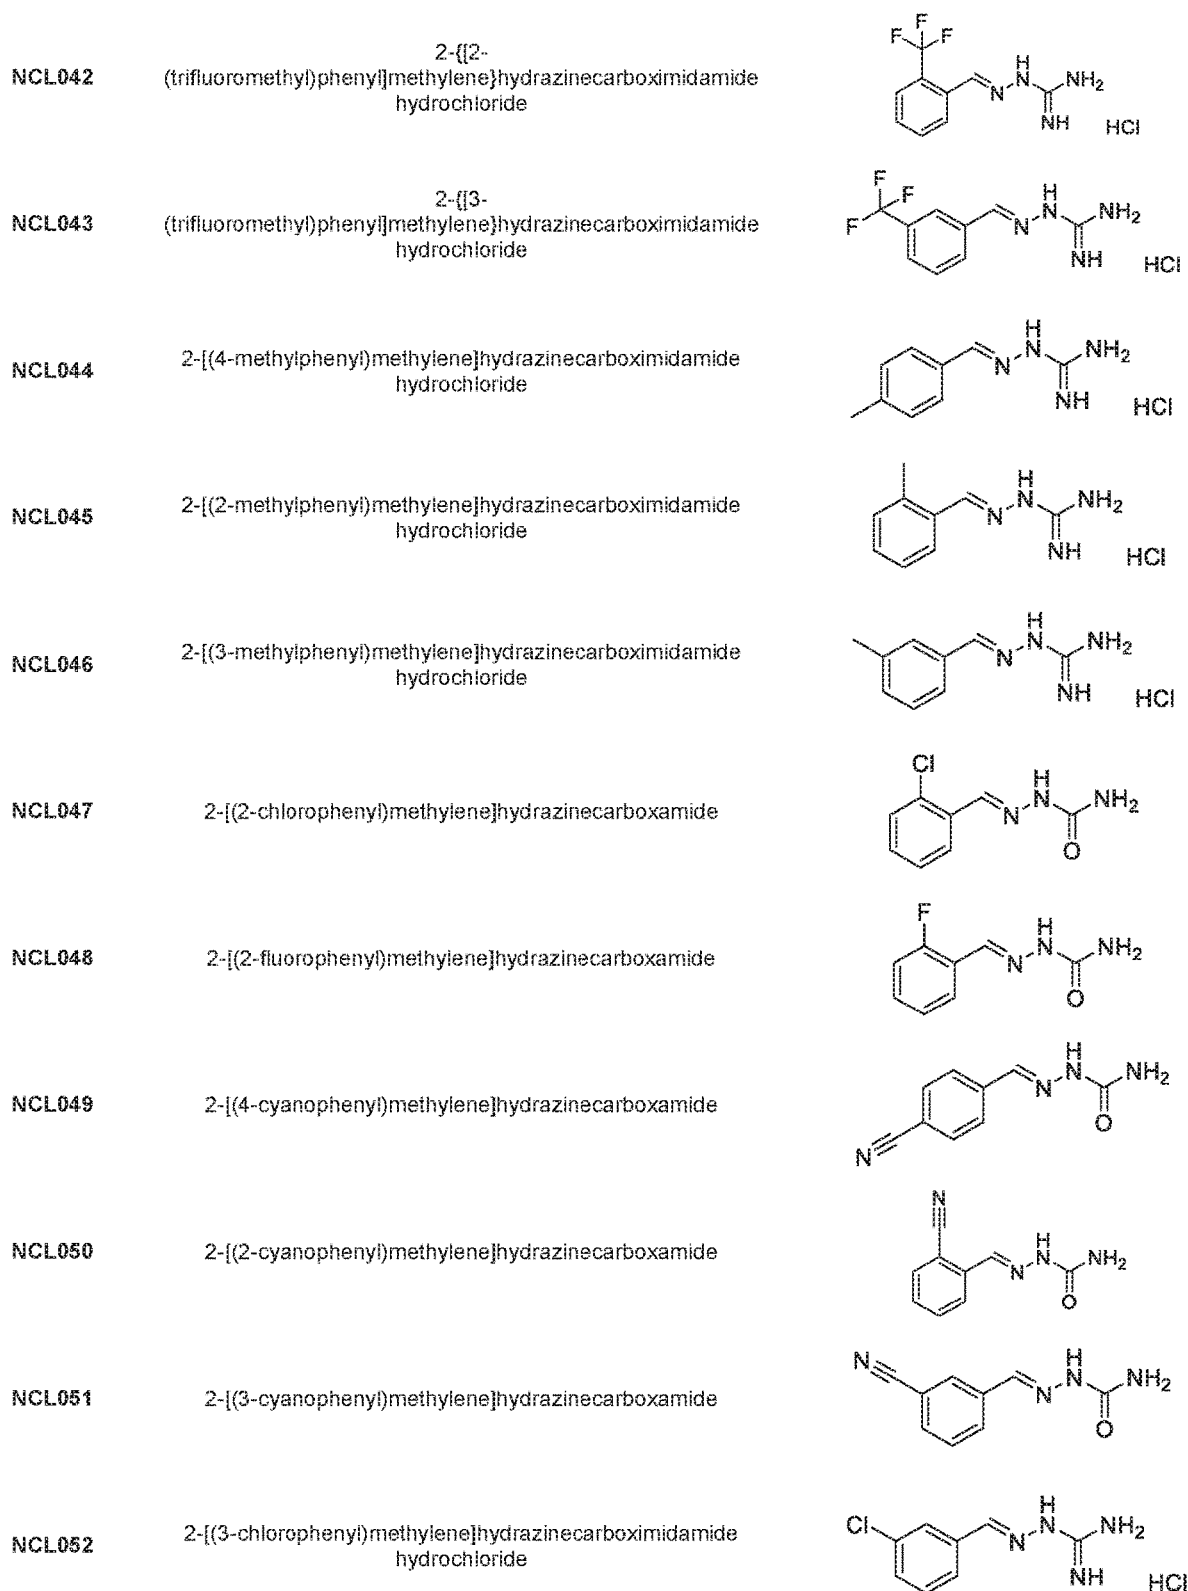 NCL042
2-{[2-
(trifluoromethyl)phenyl]methylene}hydrazinecarboximidamide
hydrochloride
F
F
F
H
N
N
NH2
NH
HCl
NCL043
2-{[3-
(trifluoromethyl)phenyl]methylene}hydrazinecarboximidamide
hydrochloride
F
F
F
H
N
N
NH2
NH
HCl
NCL044
2-[(4-methylphenyl)methylene]hydrazinecarboximidamide
hydrochloride
H
N
N
NH2
NH
HCl
NCL045
2-[(2-methylphenyl)methylene]hydrazinecarboximidamide
hydrochloride
H
N
N
NH2
NH
HCl
NCL046
2-[(3-methylphenyl)methylene]hydrazinecarboximidamide
hydrochloride
H
N
N
NH2
NH
HCl
NCL047
2-[(2-chlorophenyl)methylene]hydrazinecarboxamide
Cl
H
N
N
NH2
O
NCL048
2-[(2-fluorophenyl)methylene]hydrazinecarboxamide
F
H
N
N
NH2
O
NCL049
2-[(4-cyanophenyl)methylene]hydrazinecarboxamide
H
N
N
NH2
O
N
NCL050
2-[(2-cyanophenyl)methylene]hydrazinecarboxamide
N
H
N
N
NH2
O
NCL051
2-[(3-cyanophenyl)methylene]hydrazinecarboxamide
N
H
N
N
NH2
O
NCL052
2-[(3-chlorophenyl)methylene]hydrazinecarboximidamide
hydrochloride
Cl
H
N
N
NH2
NH
HCl